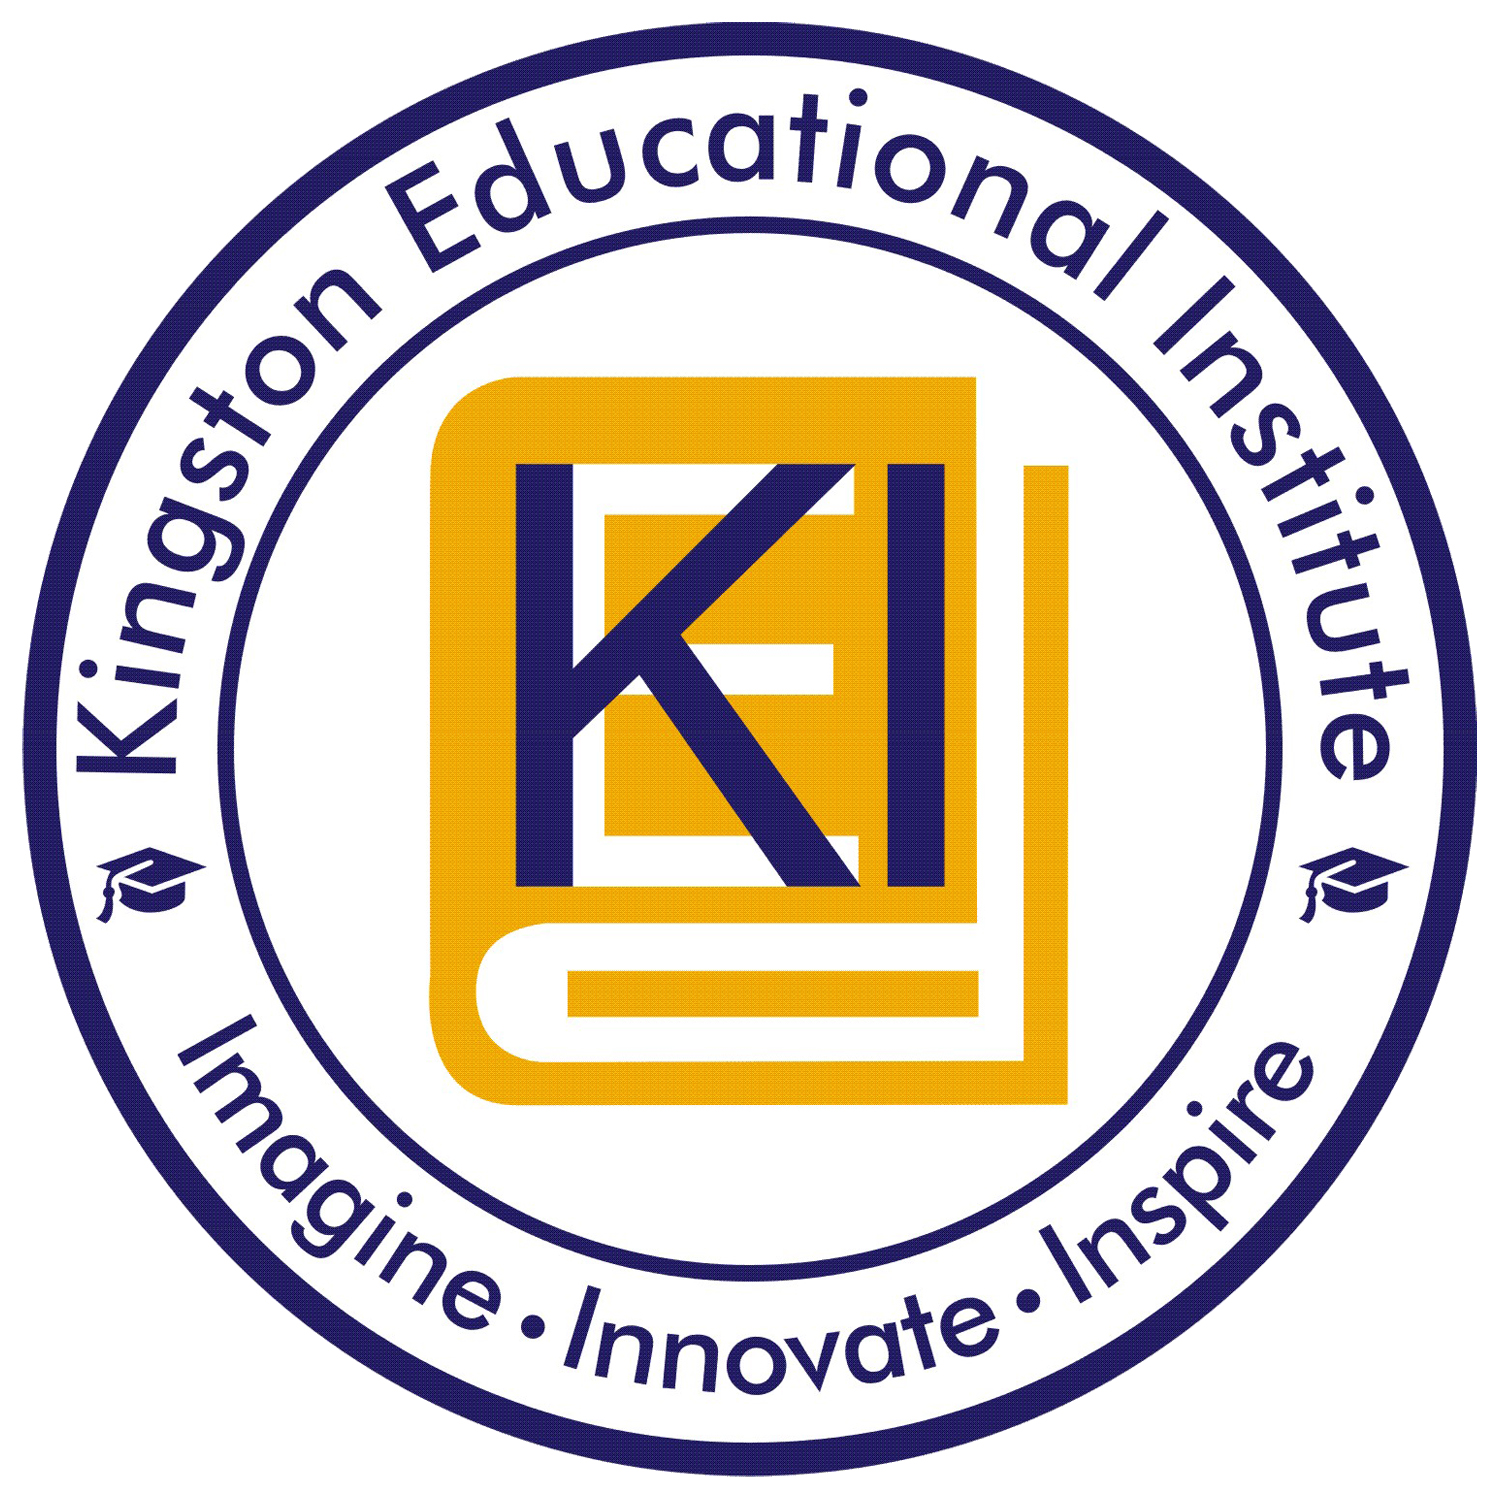 Kingston Educational Institute
KEI
Imagine • Innovate • Inspire